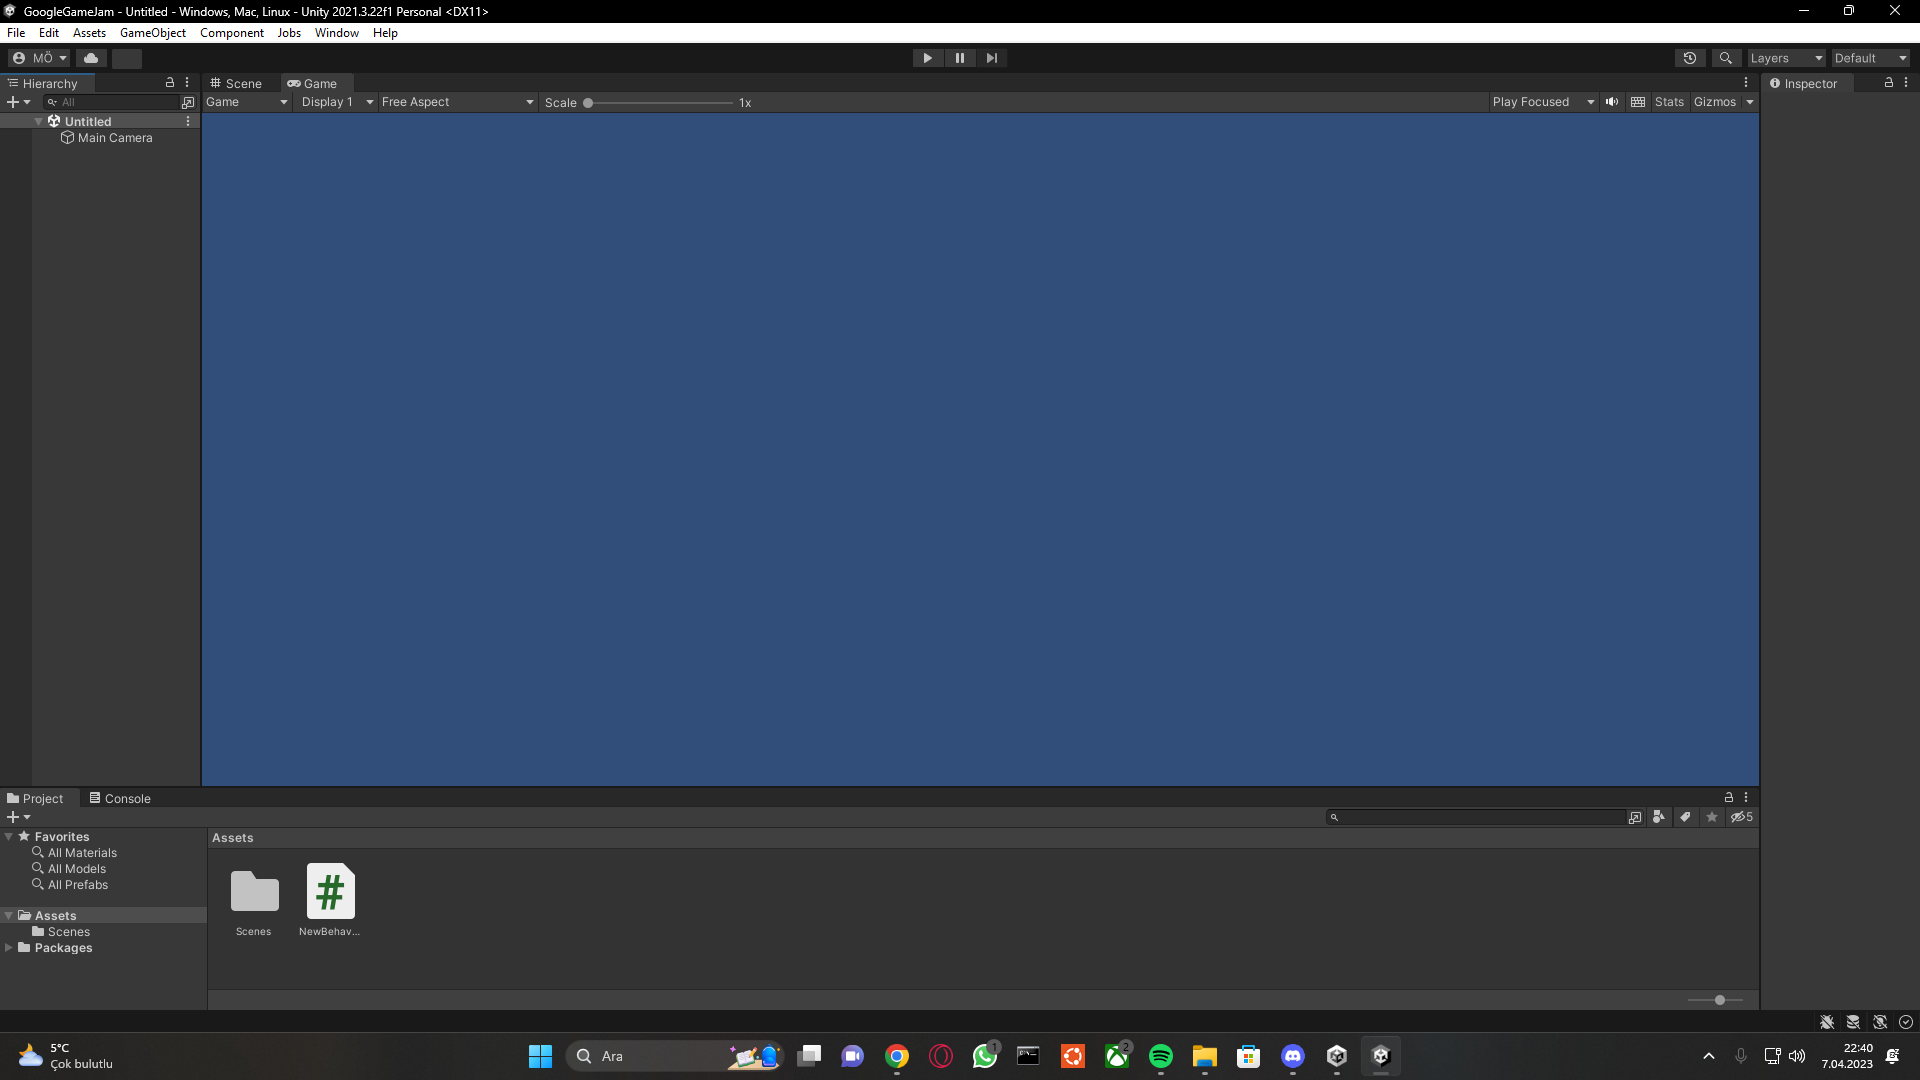 GoogleGameJam - Untitled - Windows, Mac, Linux - Unity 2021.3.22f1 Personal <DX11>
File Edit Assets GameObject Component Jobs Window Help
MÖ Layers Default
Hierarchy Scene Game Inspector
All Game Display 1 Free Aspect Scale 1x Play Focused Stats Gizmos
Untitled
Main Camera
Project Console
5
Favorites Assets
All Materials
All Models
All Prefabs
Assets
Scenes NewBehav...
Scenes
Packages
5°C
Çok bulutlu
Ara
1
2
22:40
7.04.2023